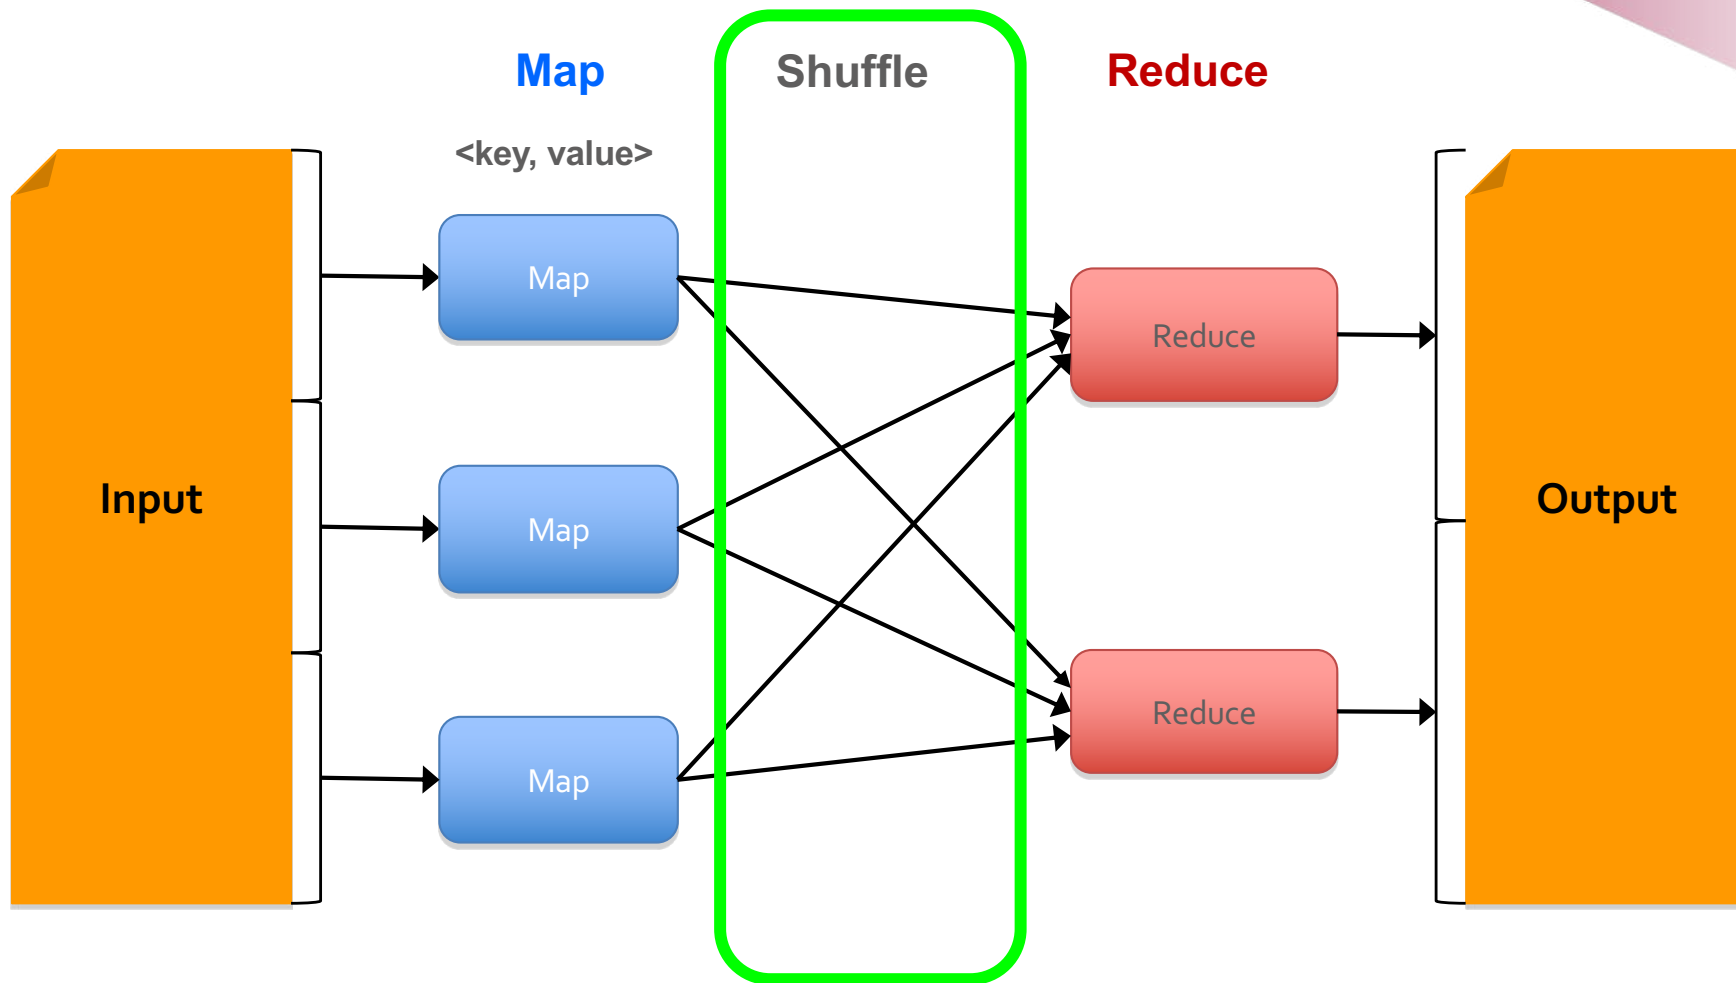 Map
Shuffle
Reduce
<key, value>
Map
Reduce
Input
Map
Output
Map
Reduce